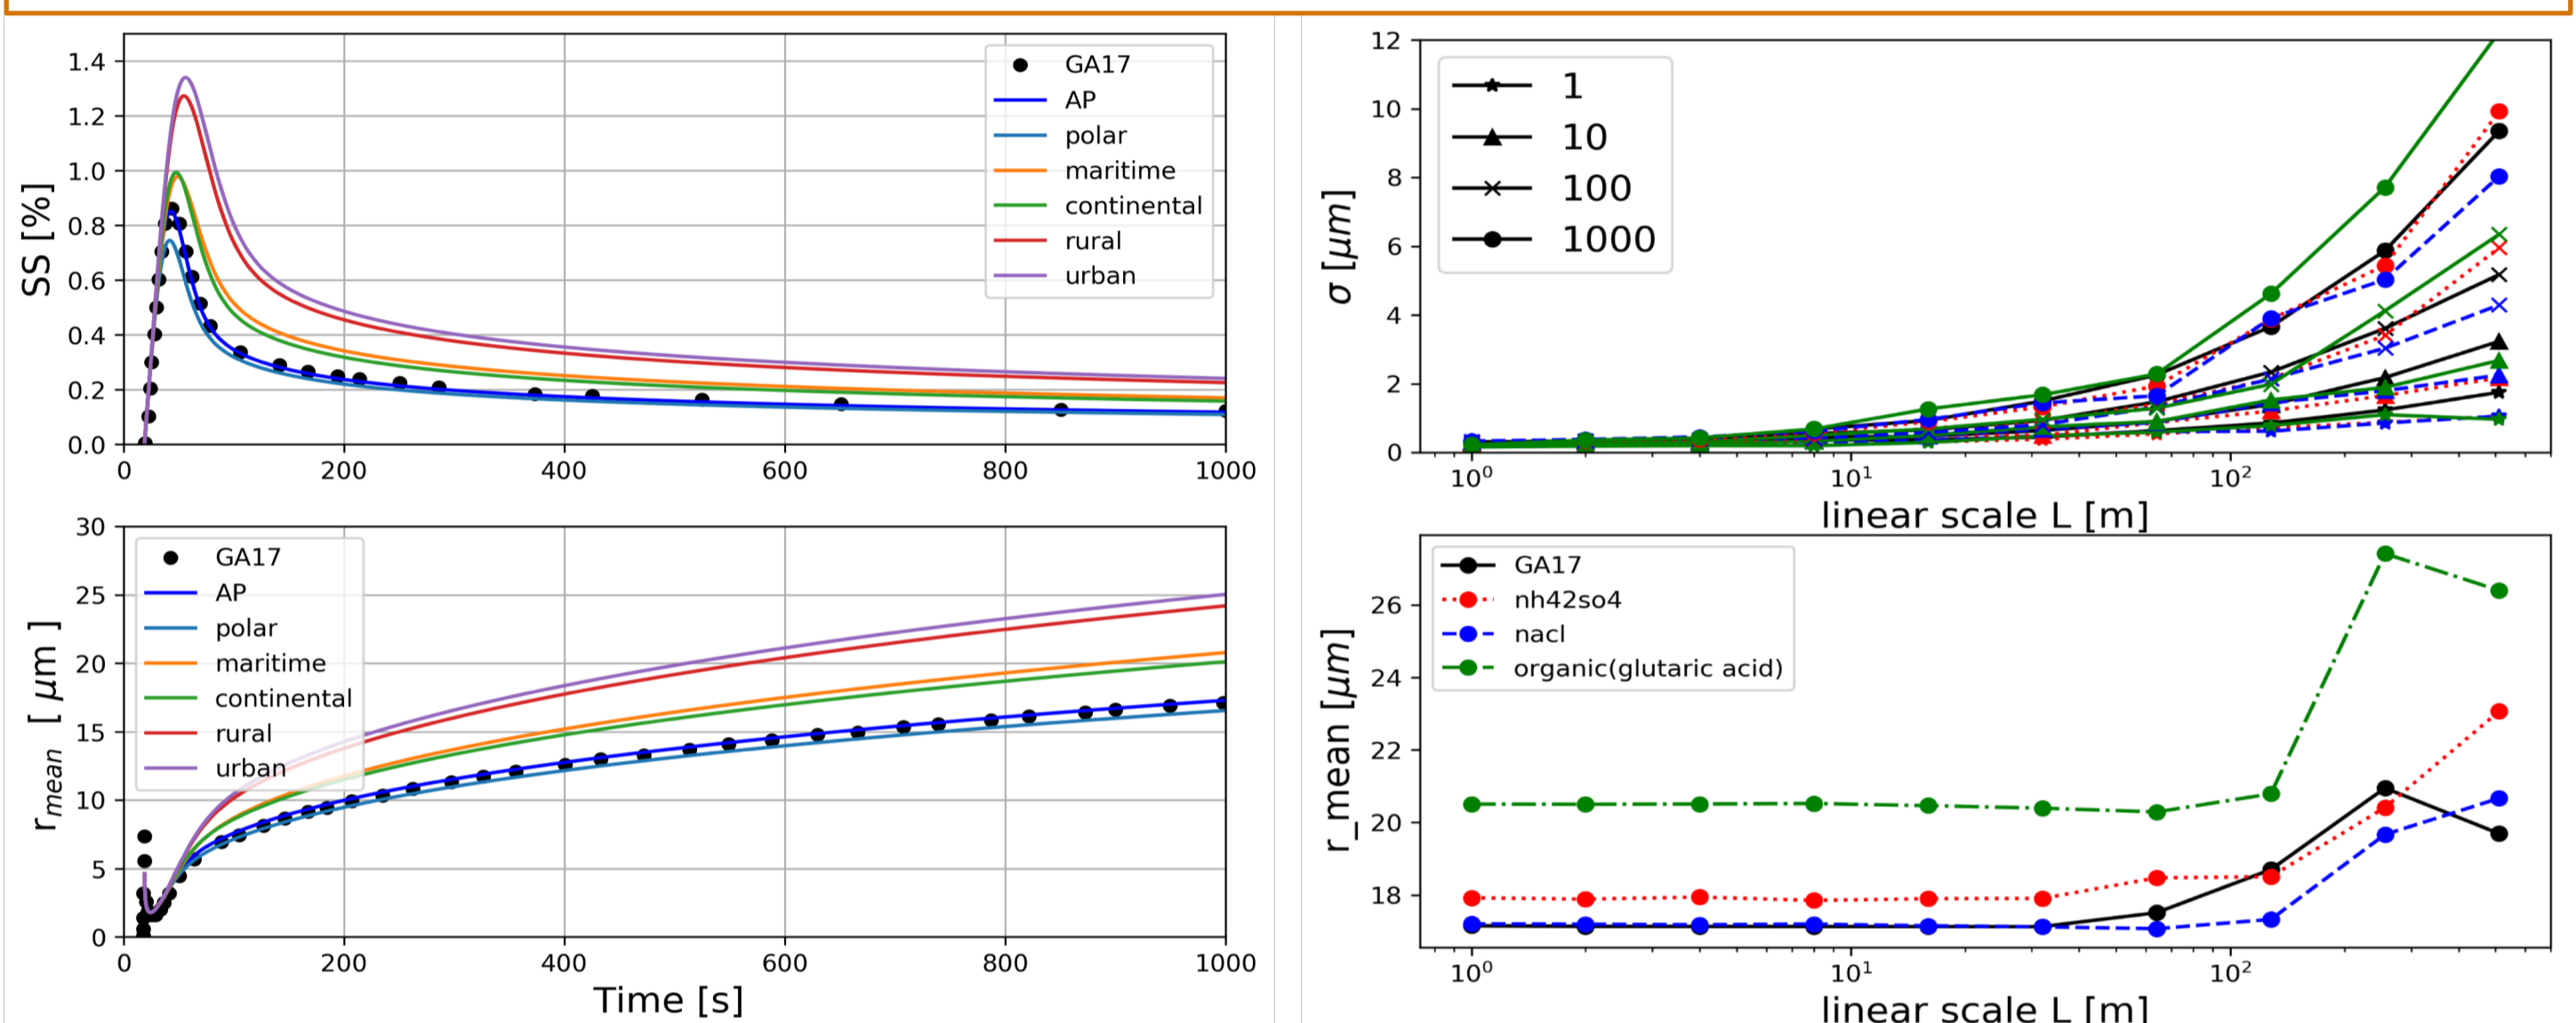 SS [%]
1.4
1.2
1.0
0.8
0.6
0.4
0.2
0.0
0 200 400 600 800 1000
GA17
AP
polar
maritime
continental
rural
urban
r_mean [ μm ]
30
25
20
15
10
5
0
GA17
AP
polar
maritime
continental
rural
urban
0 200 400 600 800 1000
Time [s]
σ [μm]
12
10
8
6
4
2
0
1
10
100
1000
10⁰ 10¹ 10²
linear scale L [m]
r_mean [μm]
26
24
22
20
18
GA17
nh42so4
nacl
organic(glutaric acid)
10⁰ 10¹ 10²
linear scale L [m]